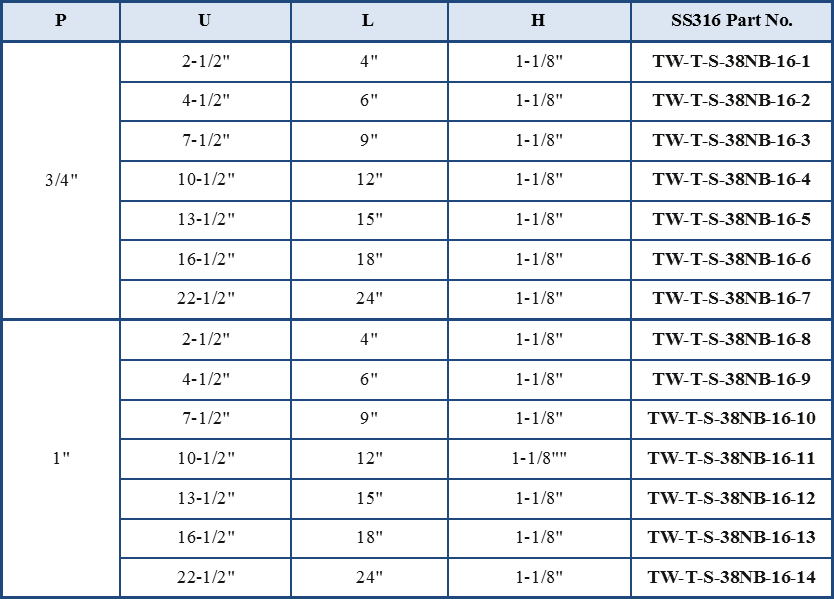 P U L H SS316 Part No.
3/4" 2-1/2" 4" 1-1/8" TW-T-S-38NB-16-1
4-1/2" 6" 1-1/8" TW-T-S-38NB-16-2
7-1/2" 9" 1-1/8" TW-T-S-38NB-16-3
10-1/2" 12" 1-1/8" TW-T-S-38NB-16-4
13-1/2" 15" 1-1/8" TW-T-S-38NB-16-5
16-1/2" 18" 1-1/8" TW-T-S-38NB-16-6
22-1/2" 24" 1-1/8" TW-T-S-38NB-16-7
1" 2-1/2" 4" 1-1/8" TW-T-S-38NB-16-8
4-1/2" 6" 1-1/8" TW-T-S-38NB-16-9
7-1/2" 9" 1-1/8" TW-T-S-38NB-16-10
10-1/2" 12" 1-1/8"" TW-T-S-38NB-16-11
13-1/2" 15" 1-1/8" TW-T-S-38NB-16-12
16-1/2" 18" 1-1/8" TW-T-S-38NB-16-13
22-1/2" 24" 1-1/8" TW-T-S-38NB-16-14